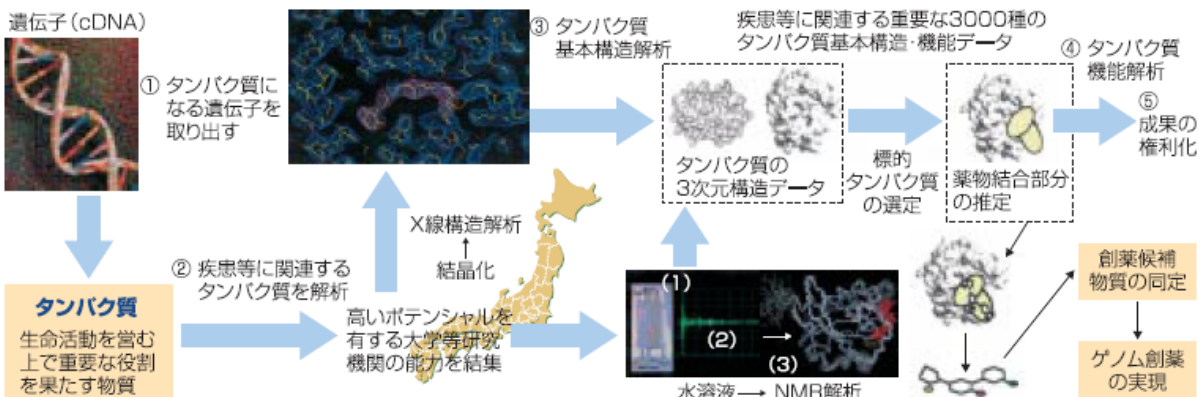 遺伝子（cDNA）
① タンパク質に
なる遺伝子を
取り出す
タンパク質
生命活動を営む
上で重要な役割
を果たす物質
② 疾患等に関連する
タンパク質を解析
X線構造解析
結晶化
高いポテンシャルを
有する大学等研究
機関の能力を結集
③ タンパク質
基本構造解析
疾患等に関連する重要な3000種の
タンパク質基本構造・機能データ
タンパク質の
3次元構造データ
(1)
(2)
(3)
水溶液→ NMR解析
標的
タンパク質
の選定
薬物結合部分
の推定
④ タンパク質
機能解析
⑤
成果の
権利化
創薬候補
物質の同定
ゲノム創薬
の実現